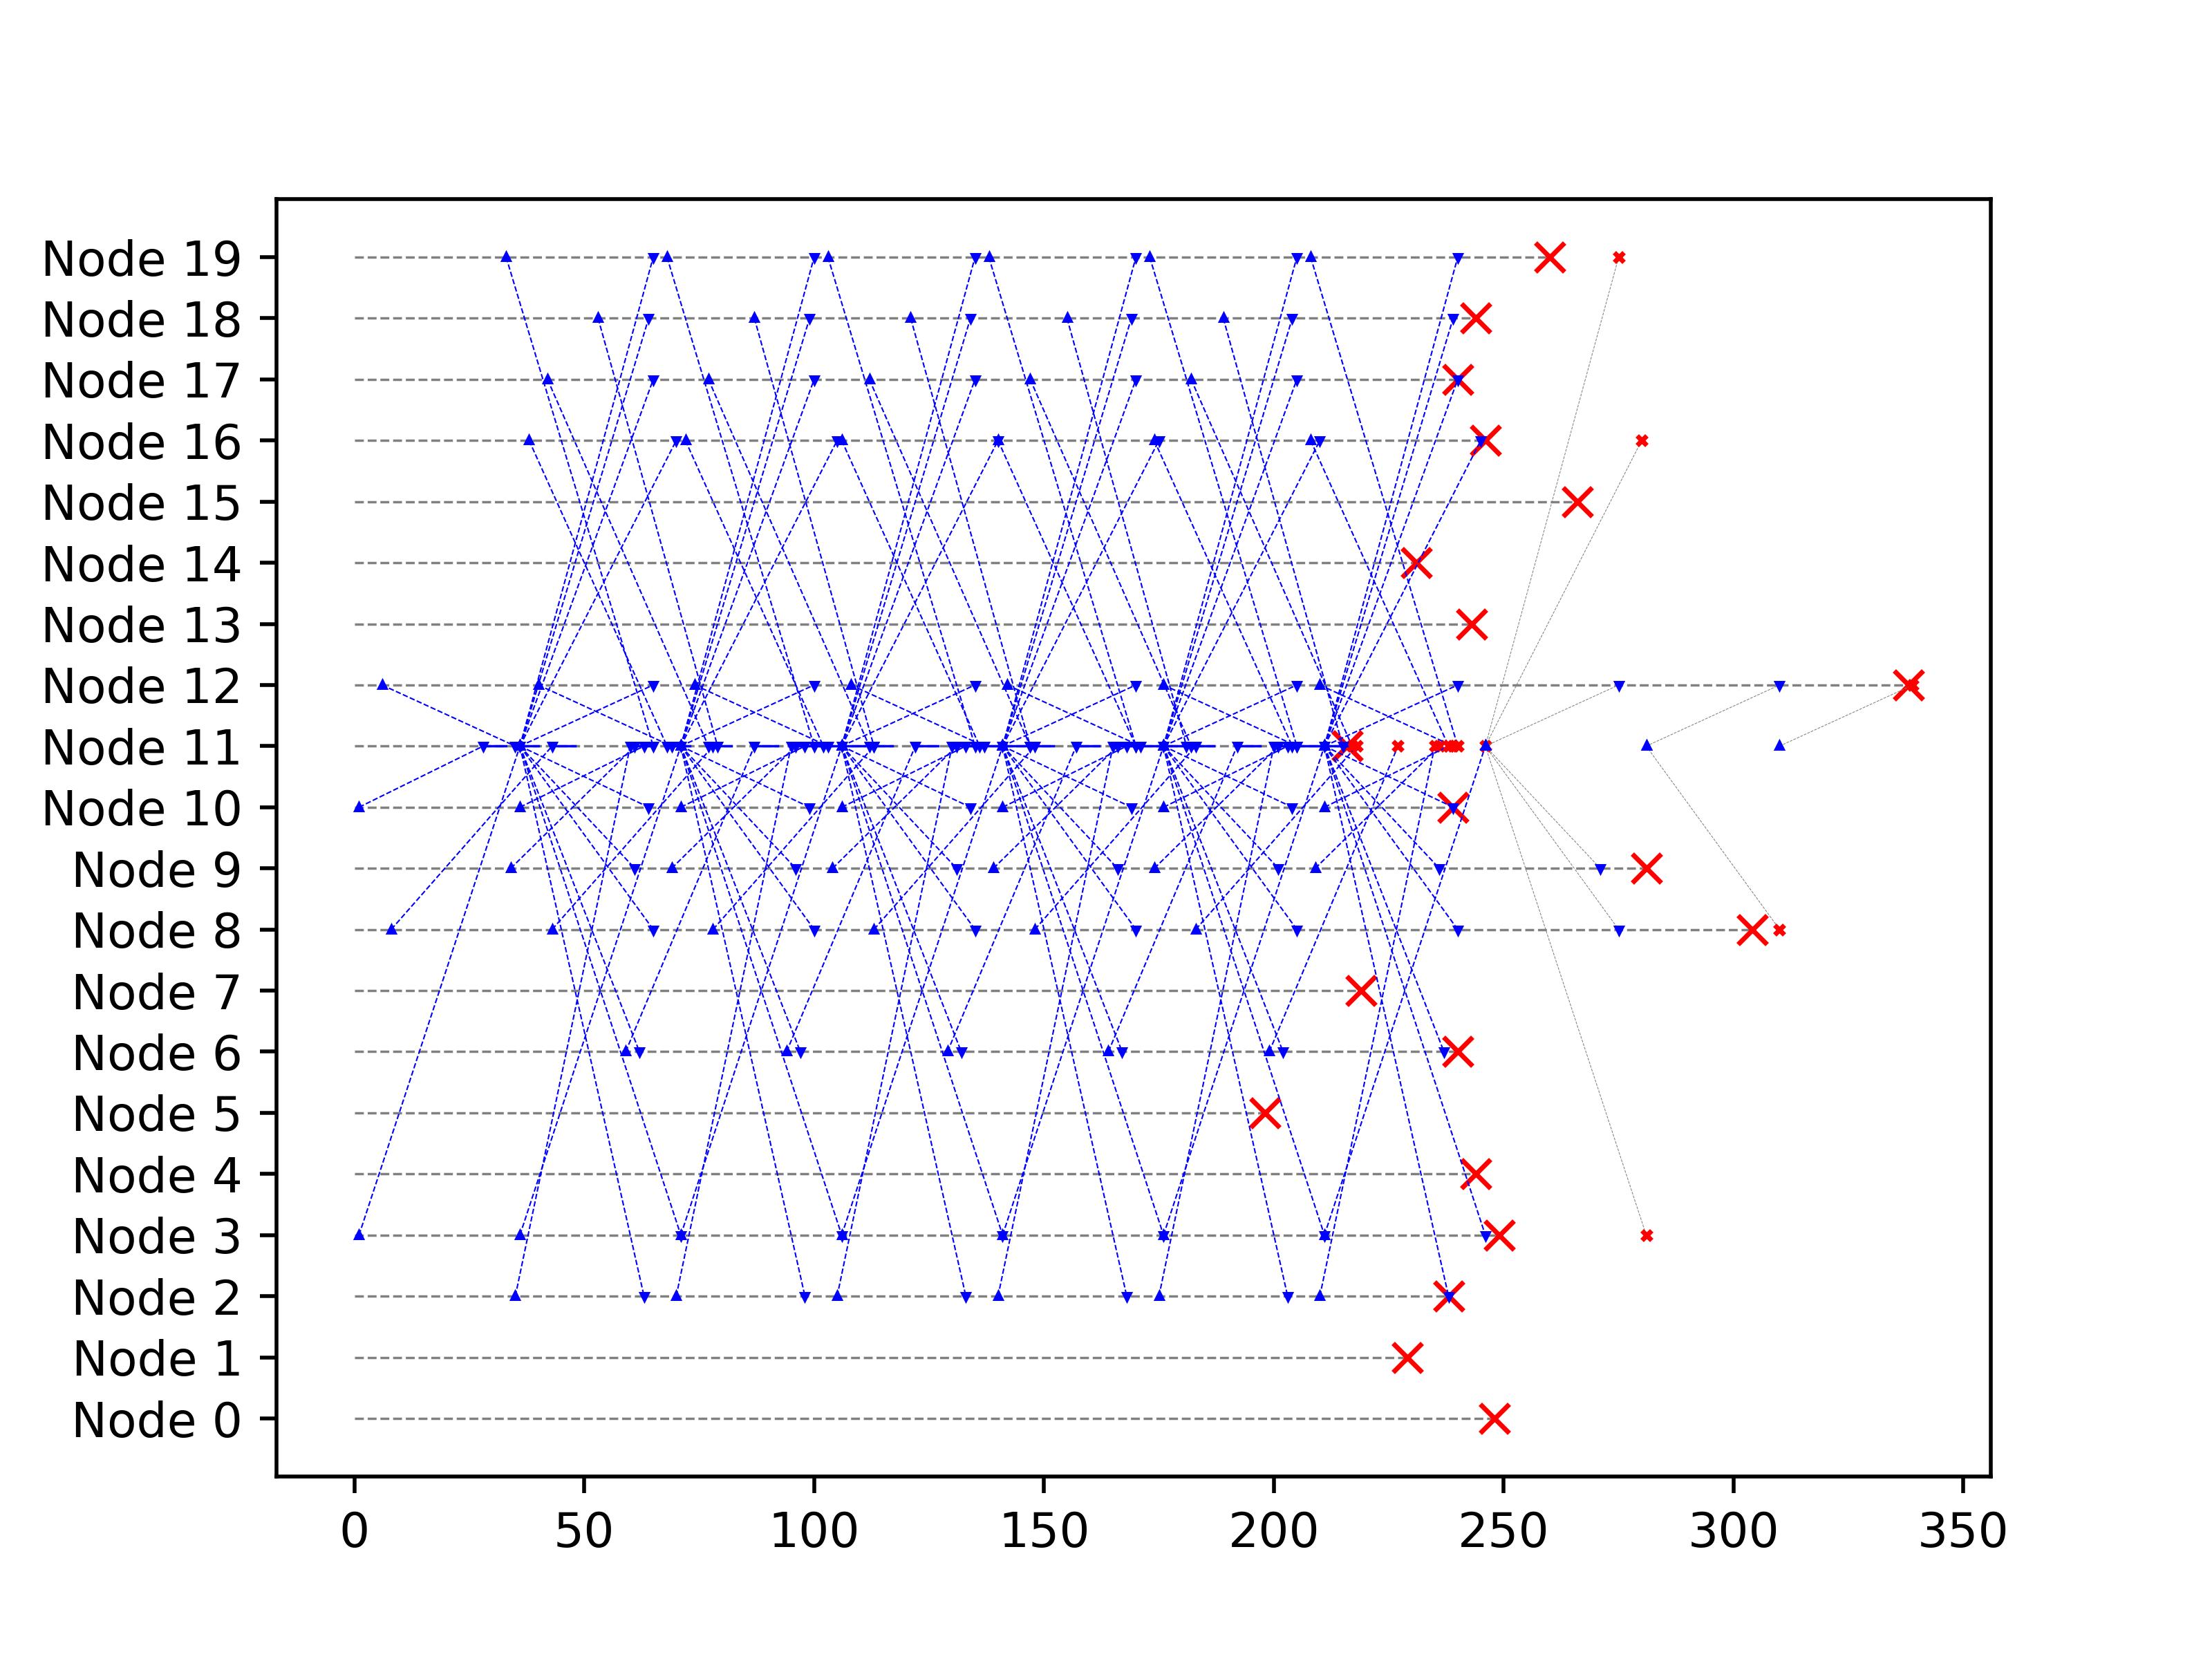 Node 19
Node 18
Node 17
Node 16
Node 15
Node 14
Node 13
Node 12
Node 11
Node 10
Node 9
Node 8
Node 7
Node 6
Node 5
Node 4
Node 3
Node 2
Node 1
Node 0
0 50 100 150 200 250 300 350